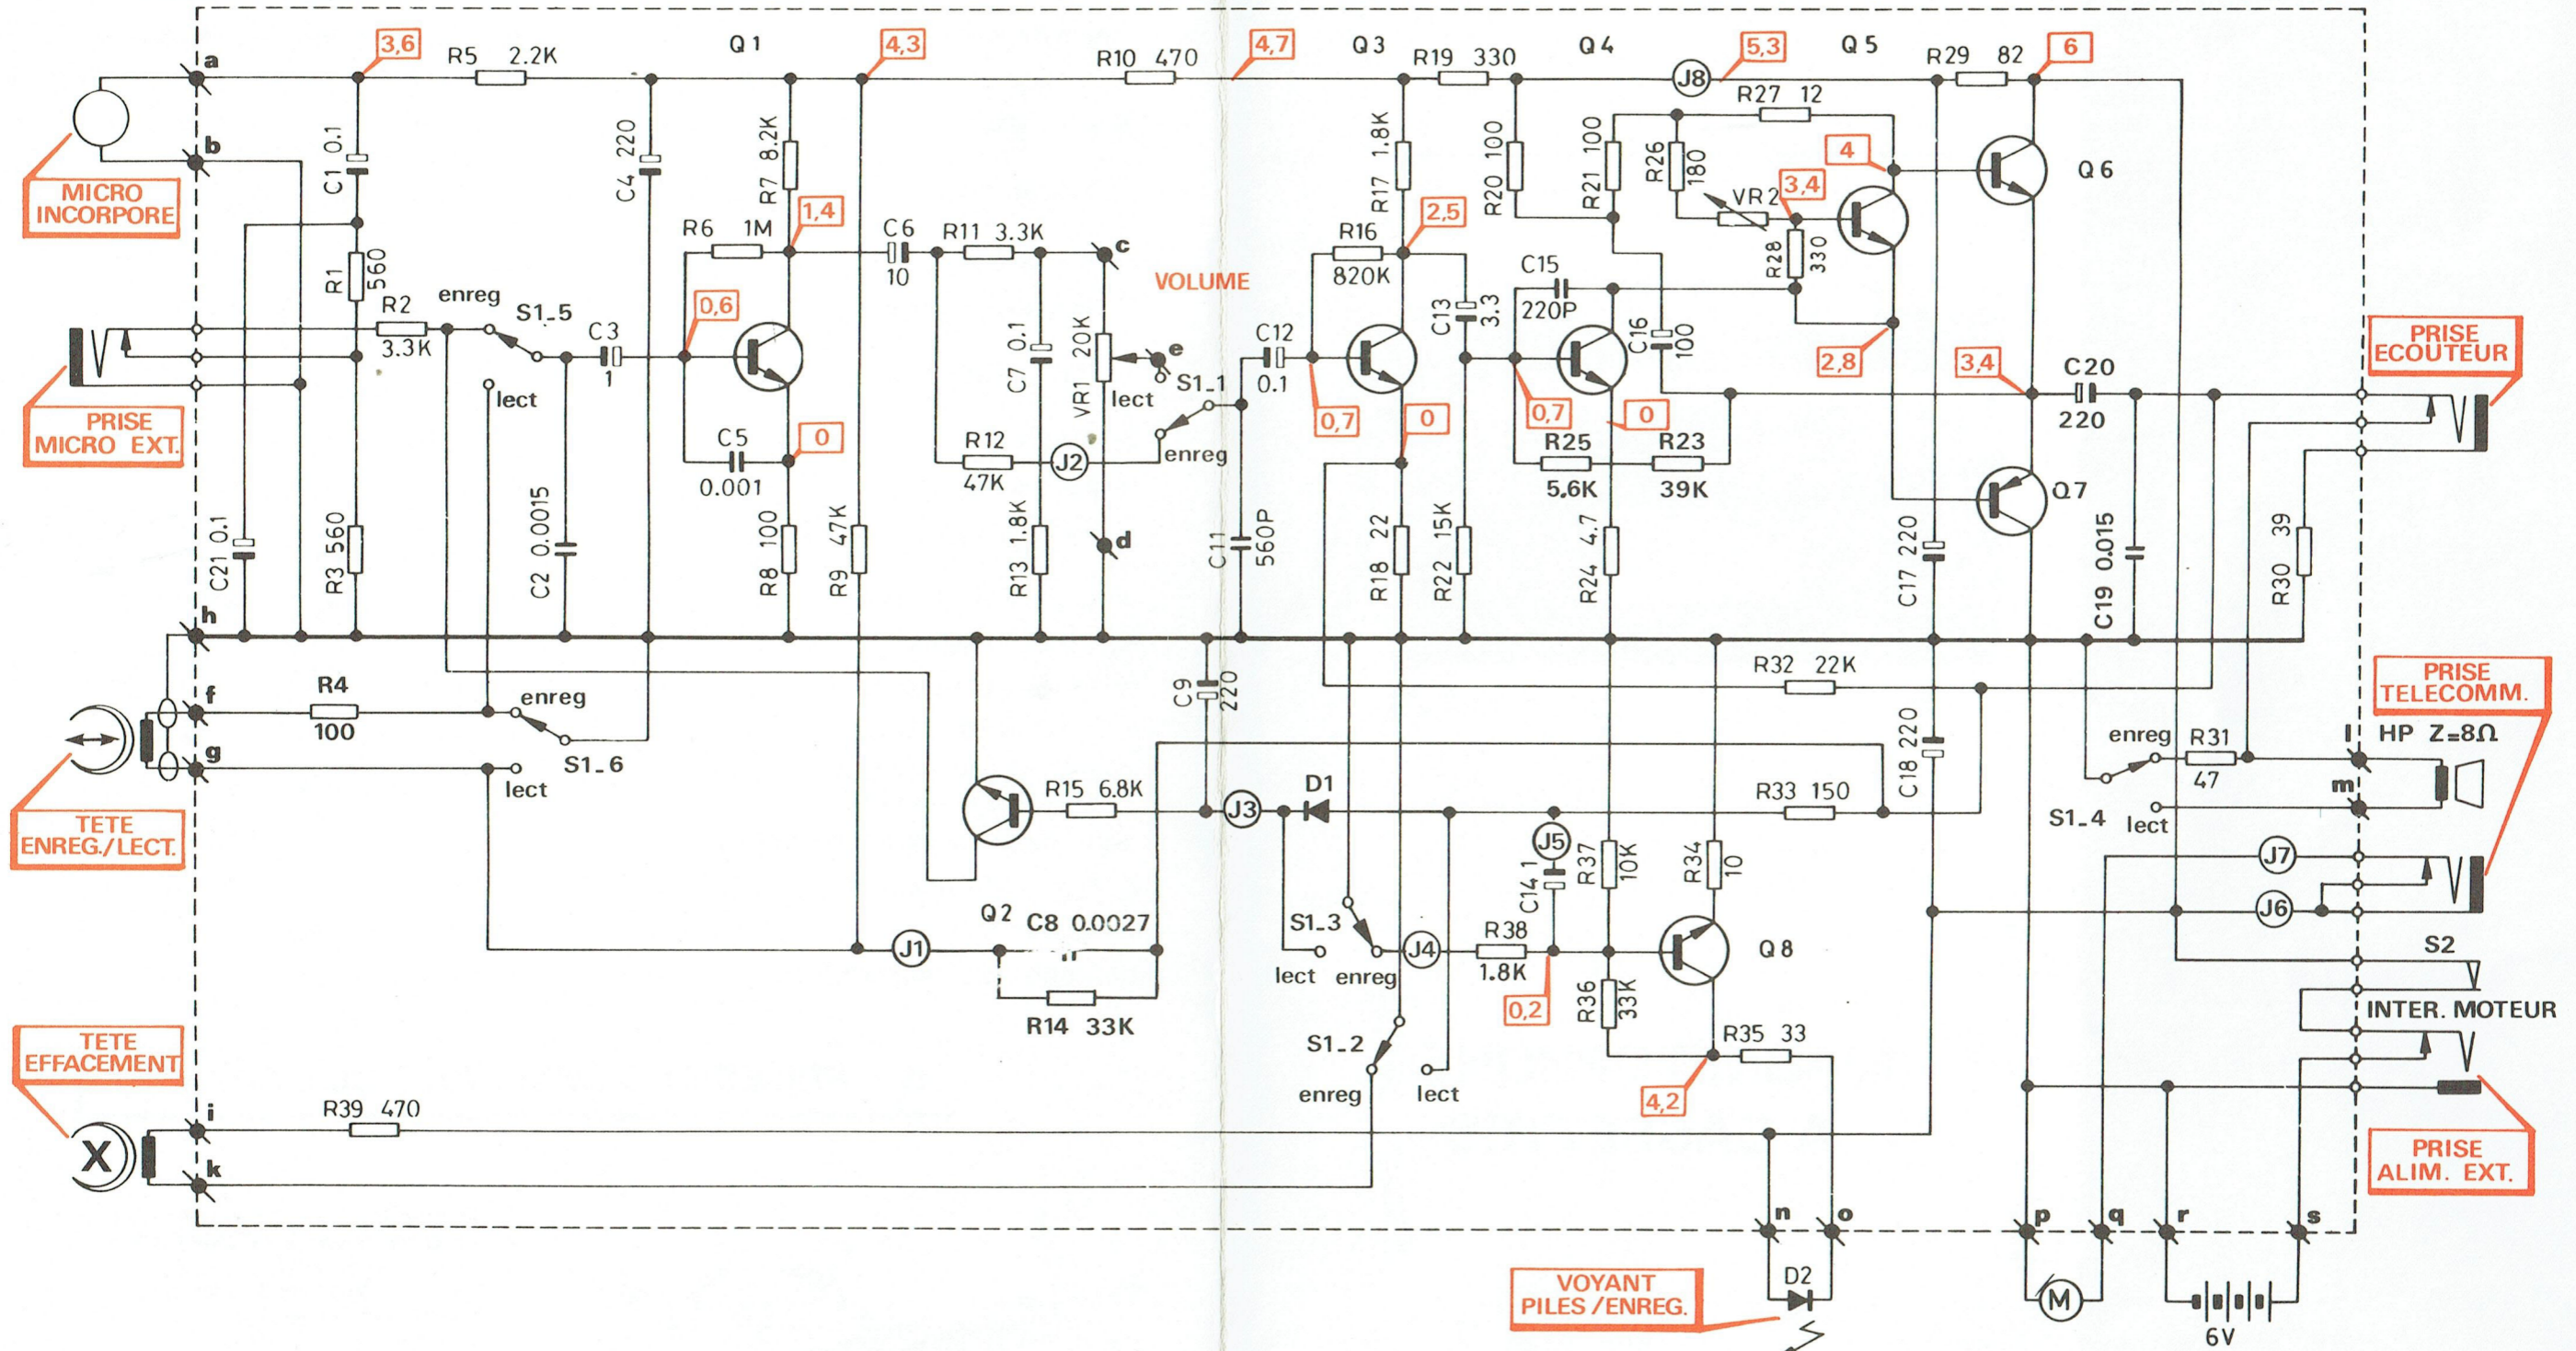 3,6
R5 2.2K
Q1
4,3
R10 470
4,7
Q3
R19 330
Q4
J8
5,3
Q5
R29 82
6
a
b
MICRO
INCORPORE
C1 0.1
C4 220
R7 8.2K
R17 1.8K
R20 100
R21 100
R27 12
R26
180
4
VR2
3,4
Q6
R1
560
R6 1M
1,4
C6
10
R11 3.3K
c
VOLUME
R16
820K
2,5
C15
220P
C13
3.3
C16
100
R28
330
R2
3.3K
enreg
S1_5
lect
C3
1
0,6
C7 0.1
VR1 20K
e
S1_1
lect
enreg
C12
0.1
2,8
3,4
C20
220
PRISE
ECOUTEUR
PRISE
MICRO EXT.
C5
0.001
0
R12
47K
J2
0,7
0
0,7
0
R25
5.6K
R23
39K
Q7
C21 0.1
R3 560
C2 0.0015
R8 100
R9 47K
R13 1.8K
d
C11
560P
R18 22
R22 15K
R24 4.7
C17 220
C19 0.015
R30 39
h
R4
100
f
g
enreg
S1_6
lect
C9
220
R32 22K
C18 220
PRISE
TELECOMM.
TETE
ENREG./LECT.
R15 6.8K
J3
D1
R33 150
enreg
R31
47
S1_4
lect
l
m
HP Z=8Ω
J5
C14 1
R37
10K
R34
10
J7
J6
Q2
C8 0.0027
J1
R14 33K
S1_3
lect
enreg
J4
R38
1.8K
0,2
Q8
R36
33K
S2
INTER. MOTEUR
S1_2
enreg
lect
R35 33
4,2
TETE
EFFACEMENT
X
i
k
R39 470
PRISE
ALIM. EXT.
n
o
p
q
r
s
VOYANT
PILES/ENREG.
D2
M
6V